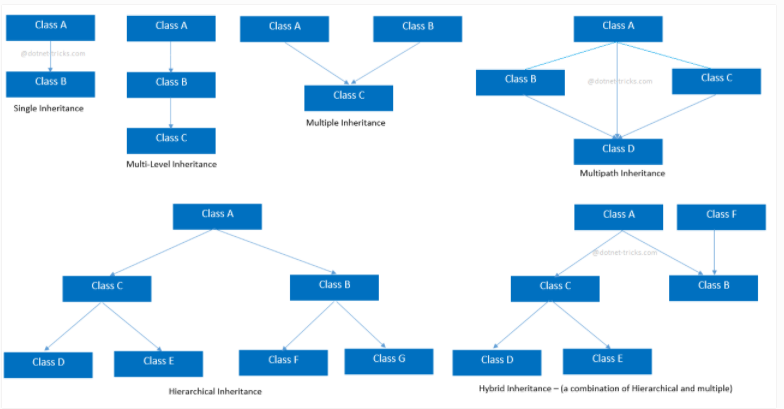 Class A
@dotnet-tricks.com
Class B
Single Inheritance
Class A
Class B
Class C
Multi-Level Inheritance
Class A
Class B
Class C
Multiple Inheritance
Class A
Class B
@dotnet-tricks.com
Class C
Class D
Multipath Inheritance
Class A
Class C
Class B
Class D
Class E
Class F
Class G
Hierarchical Inheritance
Class A
Class F
@dotnet-tricks.com
Class C
Class B
Class D
Class E
Hybrid Inheritance – (a combination of Hierarchical and multiple)